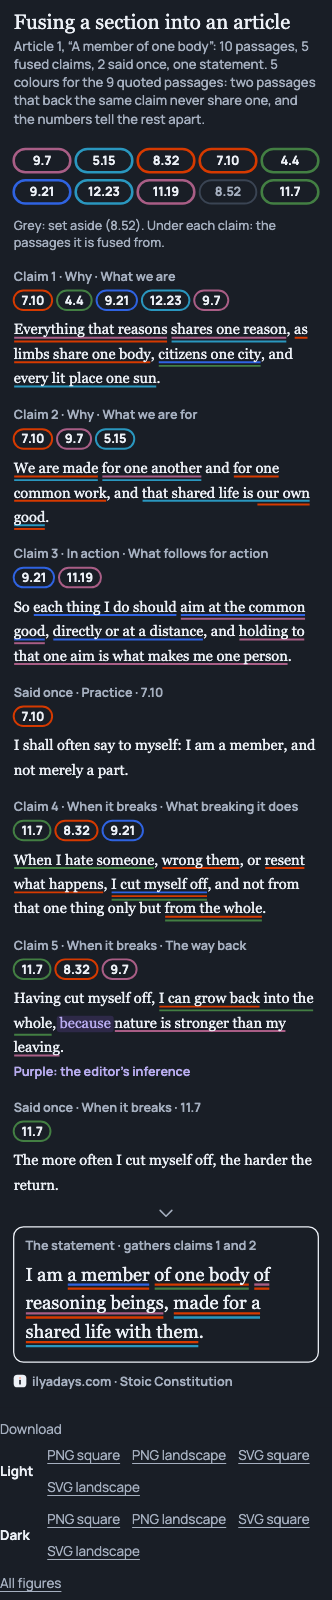 Fusing a section into an article
Article 1, “A member of one body”: 10 passages, 5
fused claims, 2 said once, one statement. 5
colours for the 9 quoted passages: two passages
that back the same claim never share one, and
the numbers tell the rest apart.
9.7 5.15 8.32 7.10 4.4
9.21 12.23 11.19 8.52 11.7
Grey: set aside (8.52). Under each claim: the
passages it is fused from.
Claim 1 · Why · What we are
7.10 4.4 9.21 12.23 9.7
Everything that reasons shares one reason, as
limbs share one body, citizens one city, and
every lit place one sun.
Claim 2 · Why · What we are for
7.10 9.7 5.15
We are made for one another and for one
common work, and that shared life is our own
good.
Claim 3 · In action · What follows for action
9.21 11.19
So each thing I do should aim at the common
good, directly or at a distance, and holding to
that one aim is what makes me one person.
Said once · Practice · 7.10
7.10
I shall often say to myself: I am a member, and
not merely a part.
Claim 4 · When it breaks · What breaking it does
11.7 8.32 9.21
When I hate someone, wrong them, or resent
what happens, I cut myself off, and not from
that one thing only but from the whole.
Claim 5 · When it breaks · The way back
11.7 8.32 9.7
Having cut myself off, I can grow back into the
whole, because nature is stronger than my
leaving.
Purple: the editor’s inference
Said once · When it breaks · 11.7
11.7
The more often I cut myself off, the harder the
return.
The statement · gathers claims 1 and 2
I am a member of one body of
reasoning beings, made for a
shared life with them.
ilyadays.com · Stoic Constitution
Download
Light PNG square PNG landscape SVG square
SVG landscape
Dark PNG square PNG landscape SVG square
SVG landscape
All figures